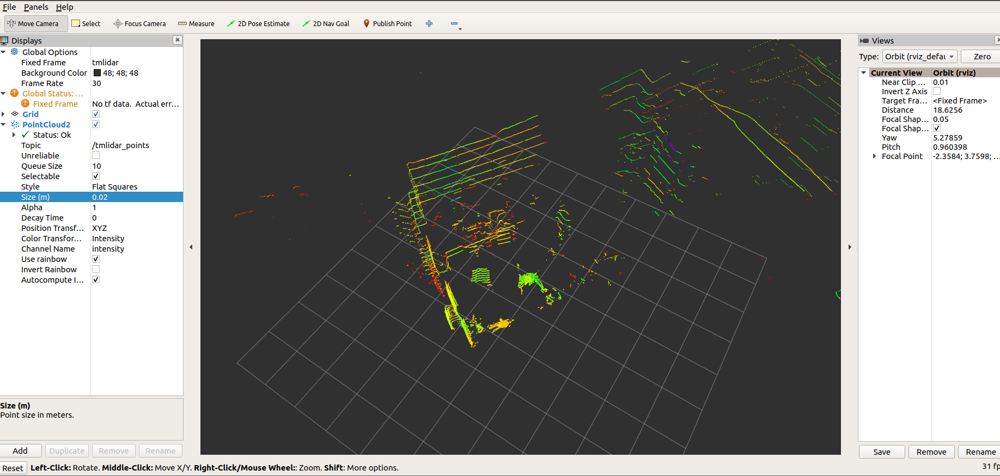 File Panels Help
Move Camera Select Focus Camera Measure 2D Pose Estimate 2D Nav Goal Publish Point
Displays
Global Options
Fixed Frame tmlidar
Background Color 48; 48; 48
Frame Rate 30
Global Status: ...
Fixed Frame No tf data. Actual err...
Grid
PointCloud2
Status: Ok
Topic /tmlidar_points
Unreliable
Queue Size 10
Selectable
Style Flat Squares
Size (m) 0.02
Alpha 1
Decay Time 0
Position Transf... XYZ
Color Transfor... Intensity
Channel Name intensity
Use rainbow
Invert Rainbow
Autocompute I...
Size (m)
Point size in meters.
Add Duplicate Remove Rename
Reset Left-Click: Rotate. Middle-Click: Move X/Y. Right-Click/Mouse Wheel:: Zoom. Shift: More options.
Views
Type: Orbit (rviz_defau Zero
Current View Orbit (rviz)
Near Clip ... 0.01
Invert Z Axis
Target Fra... <Fixed Frame>
Distance 18.6256
Focal Shap... 0.05
Focal Shap...
Yaw 5.27859
Pitch 0.960398
Focal Point -2.3584; 3.7598; ...
Save Remove Rename
31 fp